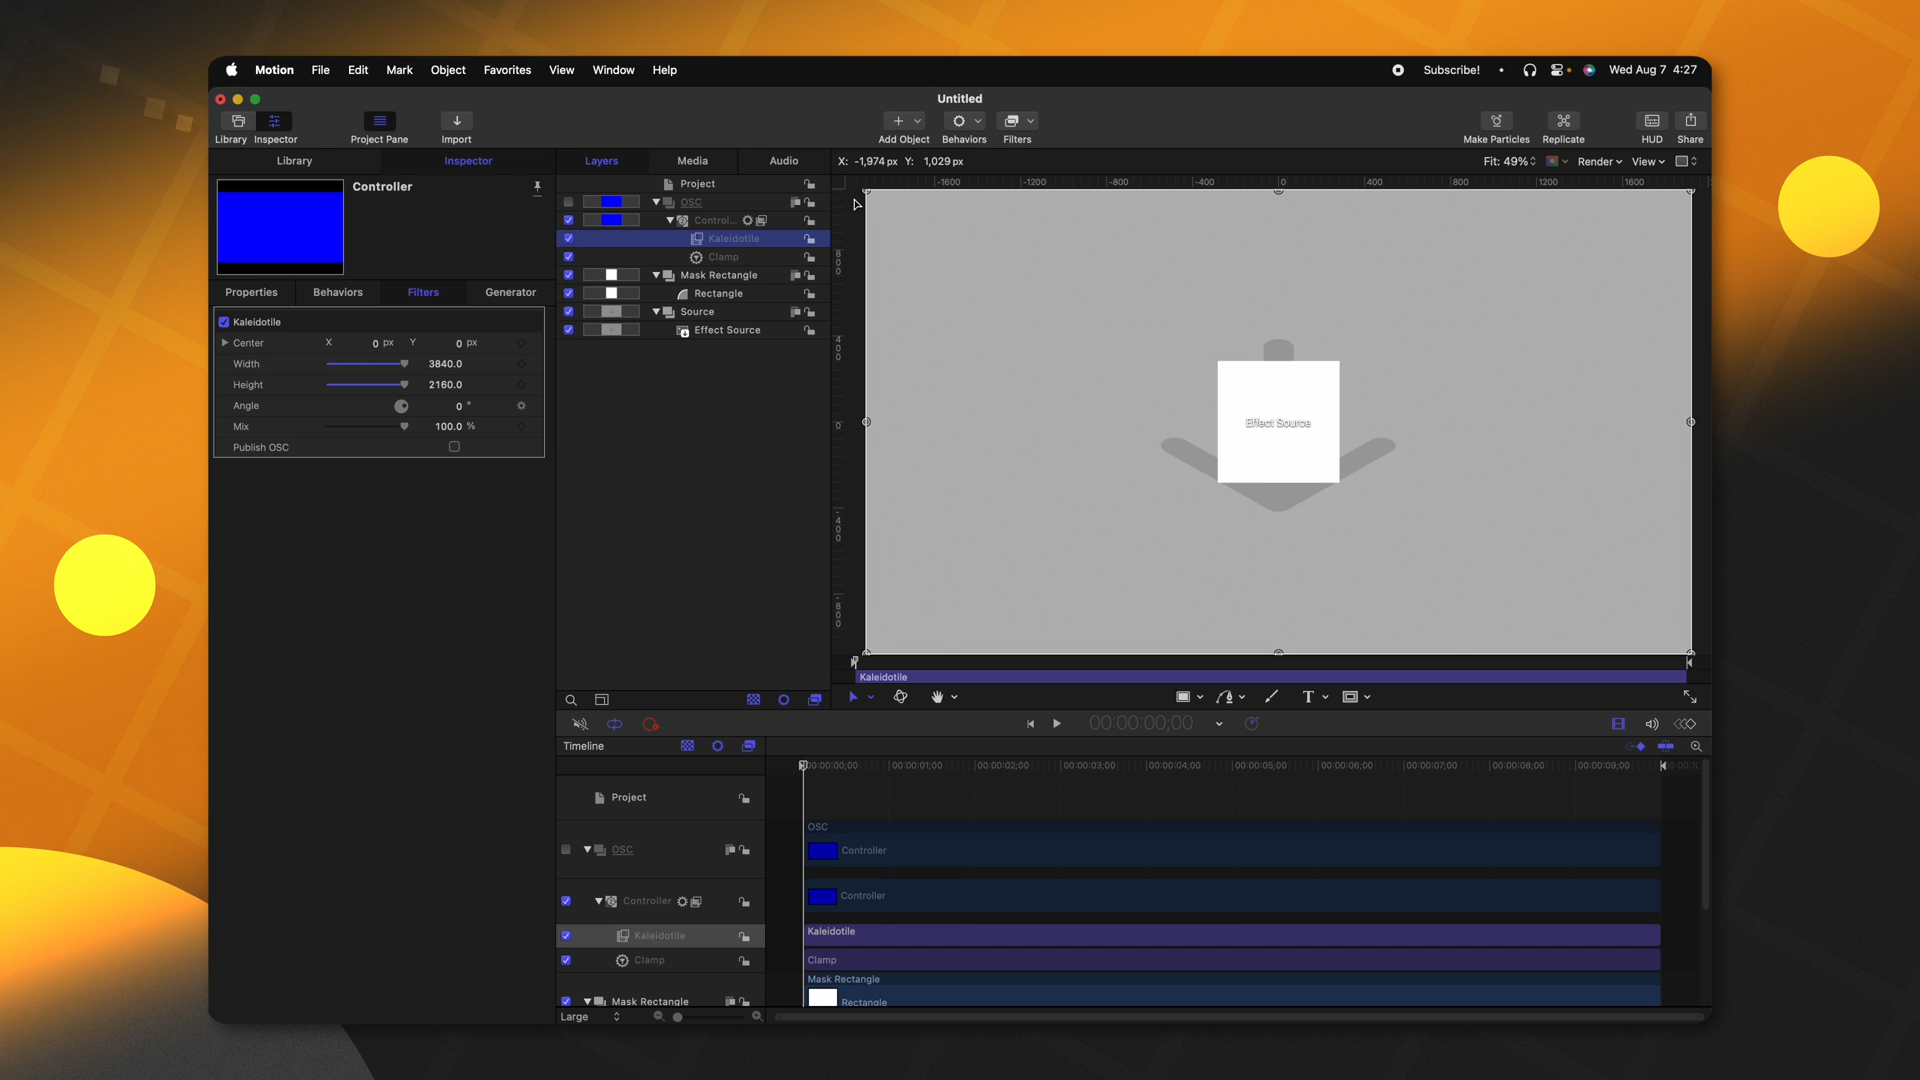 Motion File Edit Mark Object Favorites View Window Help Subscribe! • Wed Aug 7 4:27
Untitled
Library Inspector Project Pane Import Add Object Behaviors Filters Make Particles Replicate HUD Share
Library Inspector Layers Media Audio X: -1,974 px Y: 1,029 px Fit: 49% Render View
Controller
Project
OSC
Control...
Kaleidotile
Clamp
Mask Rectangle
Rectangle
Source
Effect Source
-1600 -1200 -800 -400 0 400 800 1200 1600
800
400
0
-400
-800
Properties Behaviors Filters Generator
Kaleidotile
Center X 0 px Y 0 px
Width 3840.0
Height 2160.0
Angle 0 °
Mix 100.0 %
Publish OSC
Effect Source
Kaleidotile
T
00:00:00;00
Timeline
00:00:00;00 00:00:01;00 00:00:02;00 00:00:03;00 00:00:04;00 00:00:05;00 00:00:06;00 00:00:07;00 00:00:08;00 00:00:09;00
Project
OSC
OSC Controller
Controller Controller
Kaleidotile Kaleidotile
Clamp Clamp
Mask Rectangle
Mask Rectangle Rectangle
Large